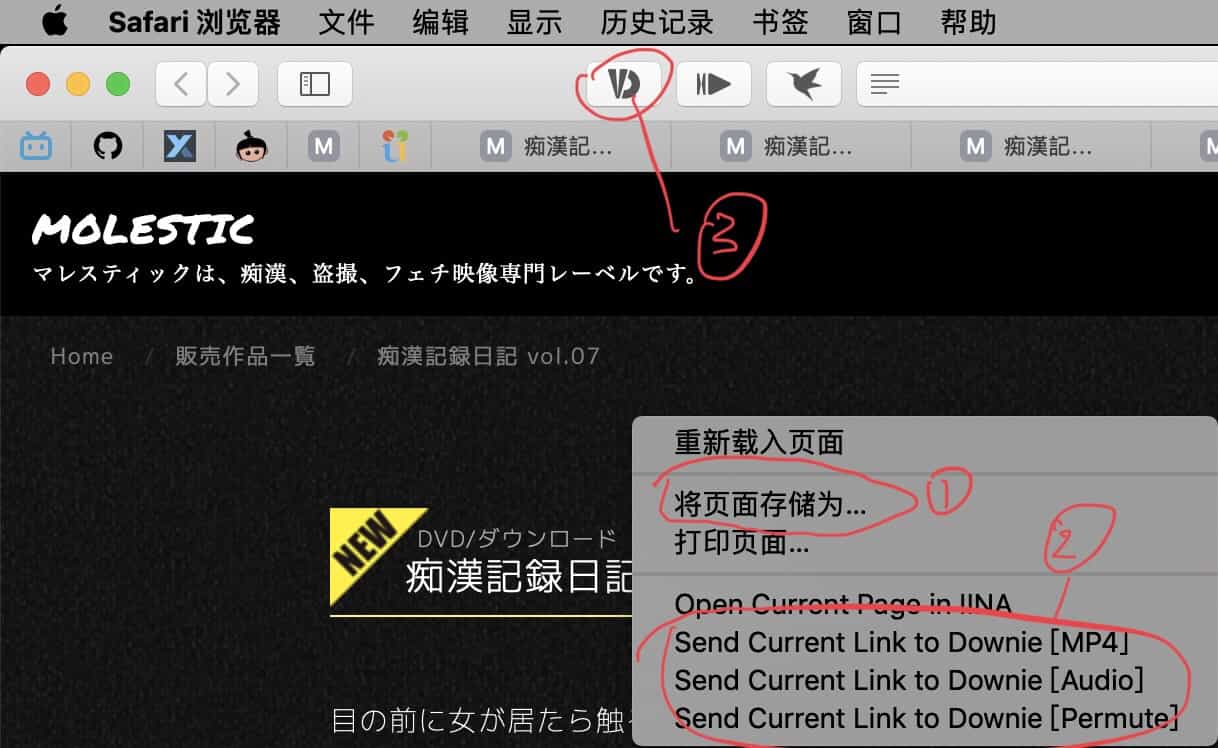 Safari 浏览器 文件 编辑 显示 历史记录 书签 窗口 帮助
M M 痴漢記... M 痴漢記... M 痴漢記... M
3
MOLESTIC
マレスティックは、痴漢、盗撮、フェチ映像専門レーベルです。
Home / 販売作品一覧 / 痴漢記録日記 vol.07
重新载入页面
将页面存储为...
1
打印页面...
2
NEW
DVD/ダウンロード
痴漢記録日記
Open Current Page in IINA
Send Current Link to Downie [MP4]
Send Current Link to Downie [Audio]
目の前に女が居たら触
Send Current Link to Downie [Permute]